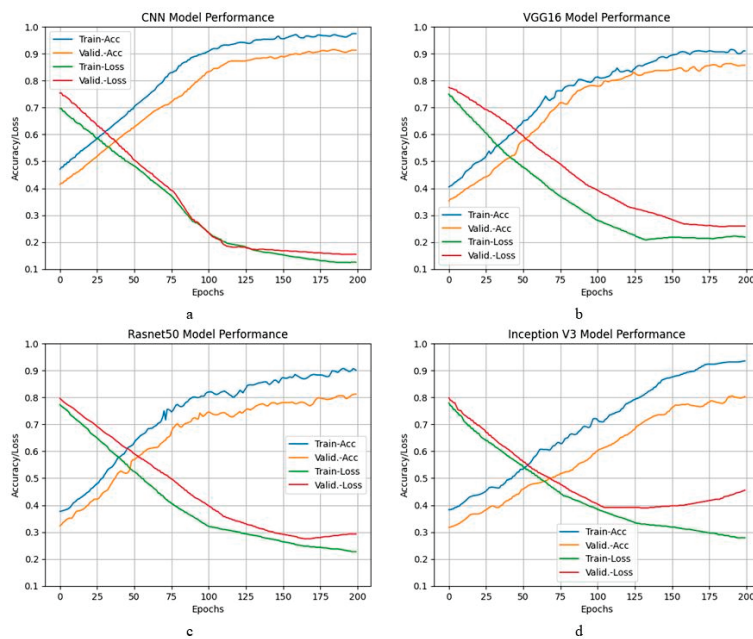 CNN Model Performance
1.0
0.9
0.8
0.7
0.6
0.5
0.4
0.3
0.2
0.1
Accuracy/Loss
Train-Acc
Valid.-Acc
Train-Loss
Valid.-Loss
0 25 50 75 100 125 150 175 200
Epochs
a
VGG16 Model Performance
1.0
0.9
0.8
0.7
0.6
0.5
0.4
0.3
0.2
0.1
Accuracy/Loss
Train-Acc
Valid.-Acc
Train-Loss
Valid.-Loss
0 25 50 75 100 125 150 175 200
Epochs
b
Rasnet50 Model Performance
1.0
0.9
0.8
0.7
0.6
0.5
0.4
0.3
0.2
0.1
Accuracy/Loss
Train-Acc
Valid.-Acc
Train-Loss
Valid.-Loss
0 25 50 75 100 125 150 175 200
Epochs
c
Inception V3 Model Performance
1.0
0.9
0.8
0.7
0.6
0.5
0.4
0.3
0.2
0.1
Accuracy/Loss
Train-Acc
Valid.-Acc
Train-Loss
Valid.-Loss
0 25 50 75 100 125 150 175 200
Epochs
d